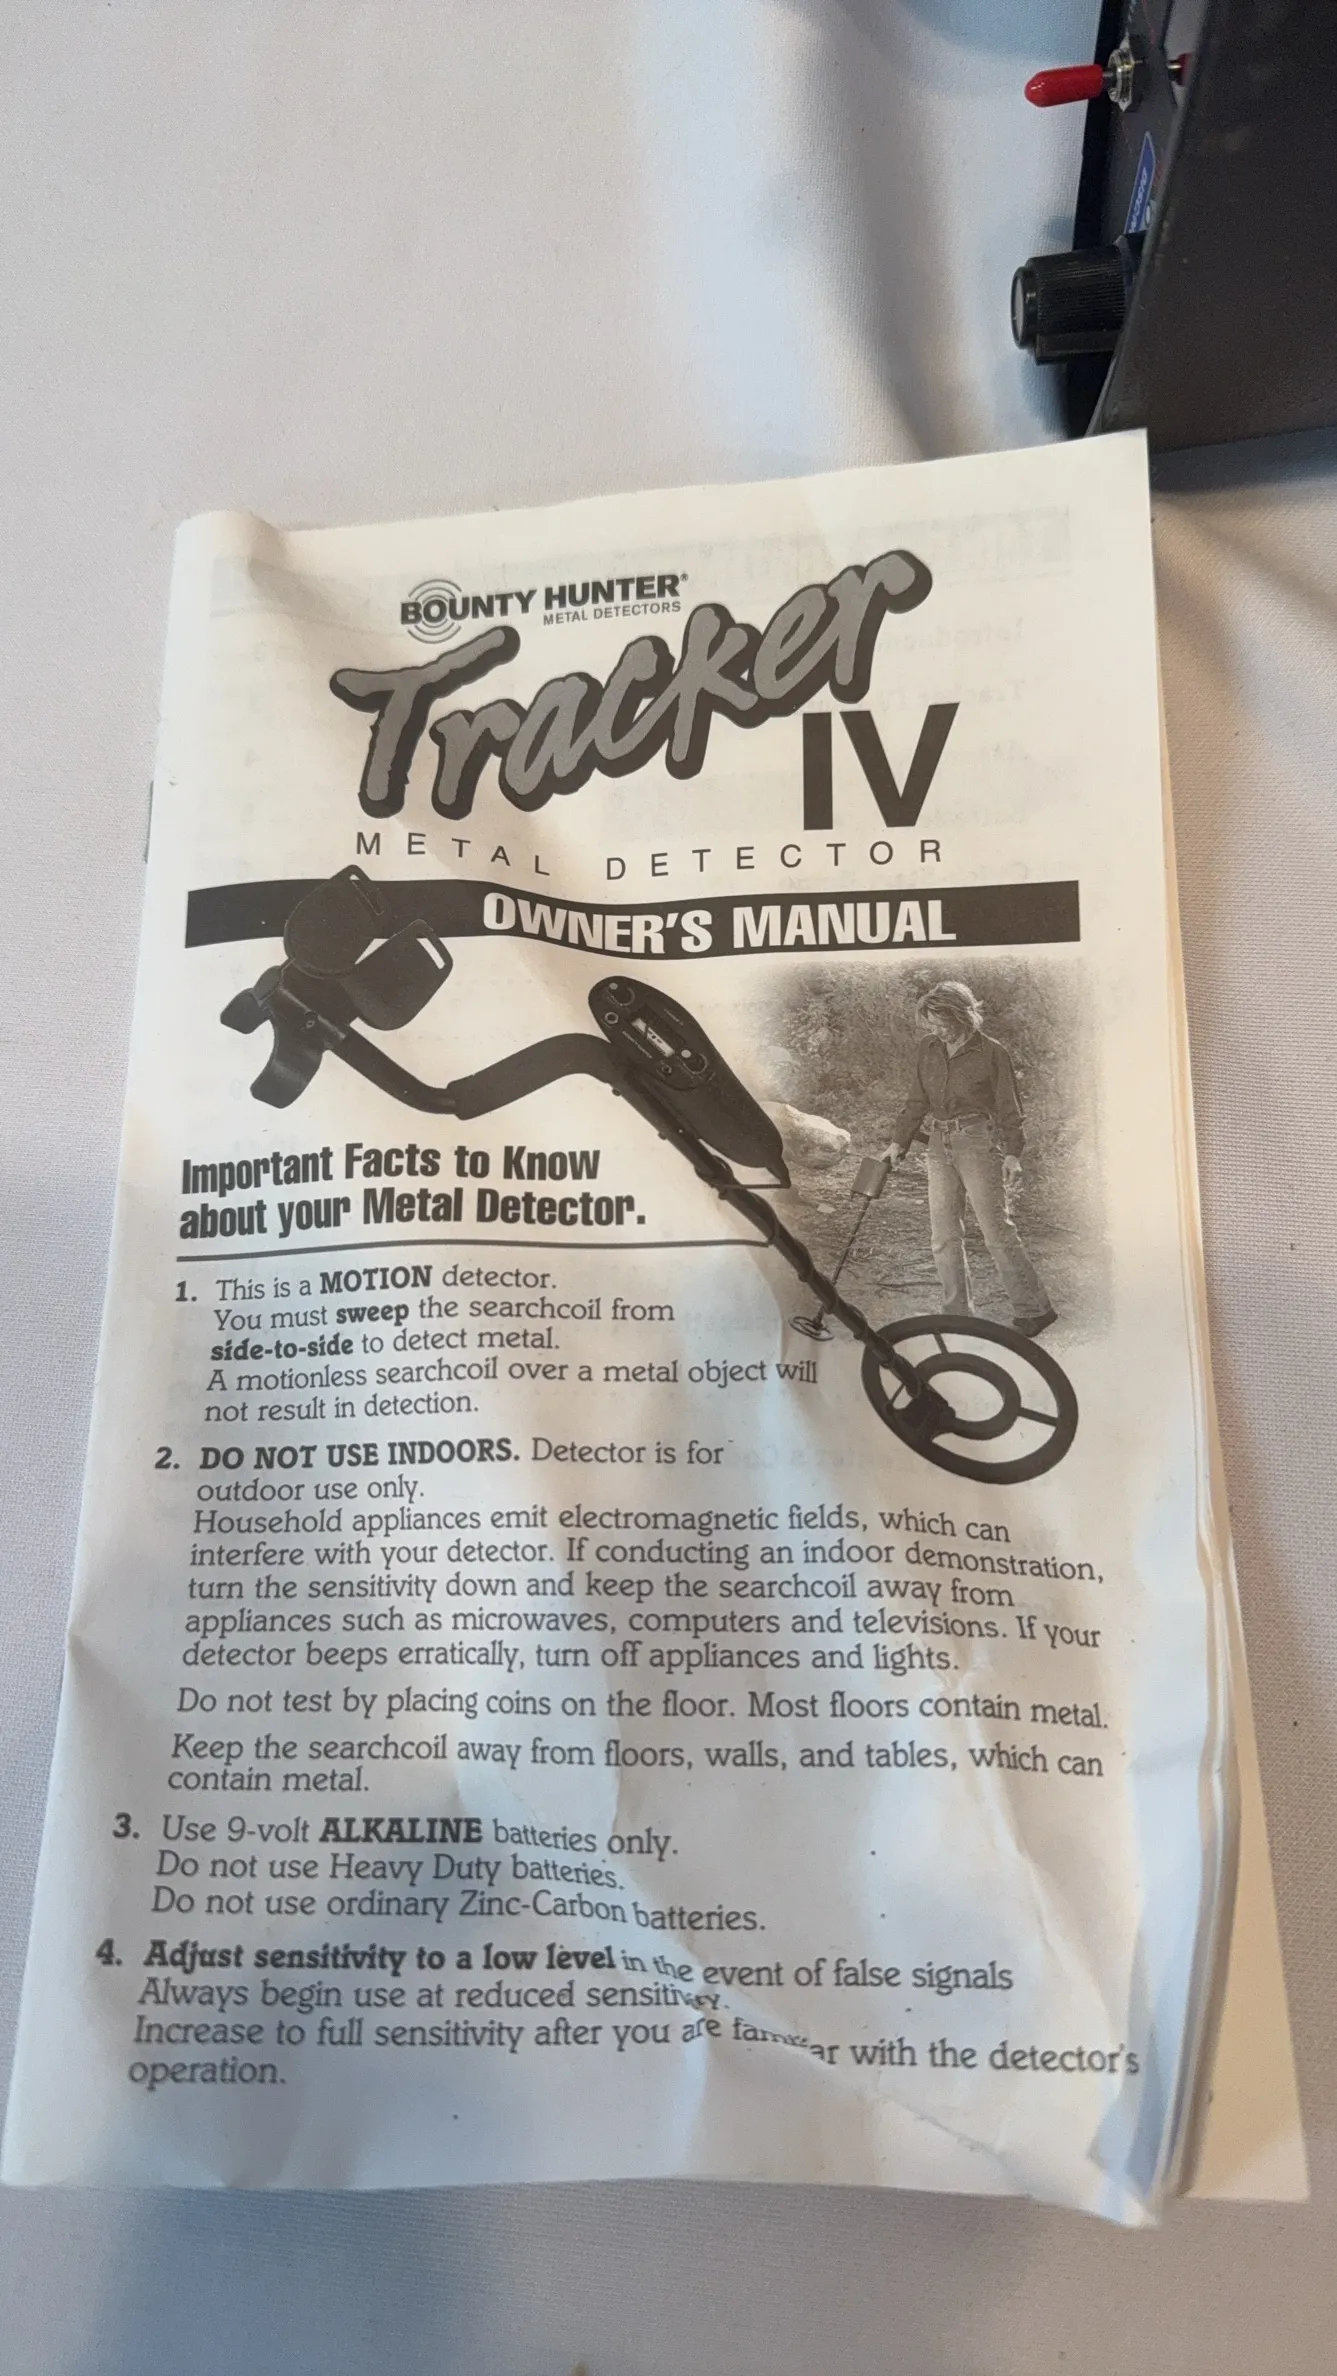 BOUNTY HUNTER®
METAL DETECTORS
Tracker
IV
METAL DETECTOR
OWNER'S MANUAL
Important Facts to Know
about your Metal Detector.
1. This is a MOTION detector.
You must sweep the searchcoil from
side-to-side to detect metal.
A motionless searchcoil over a metal object will
not result in detection.
2. DO NOT USE INDOORS. Detector is for
outdoor use only.
Household appliances emit electromagnetic fields, which can
interfere with your detector. If conducting an indoor demonstration,
turn the sensitivity down and keep the searchcoil away from
appliances such as microwaves, computers and televisions. If your
detector beeps erratically, turn off appliances and lights.
Do not test by placing coins on the floor. Most floors contain metal.
Keep the searchcoil away from floors, walls, and tables, which can
contain metal.
3. Use 9-volt ALKALINE batteries only.
Do not use Heavy Duty batteries.
Do not use ordinary Zinc-Carbon batteries.
4. Adjust sensitivity to a low level in the event of false signals
Always begin use at reduced sensitivity.
Increase to full sensitivity after you are familiar with the detector's
operation.